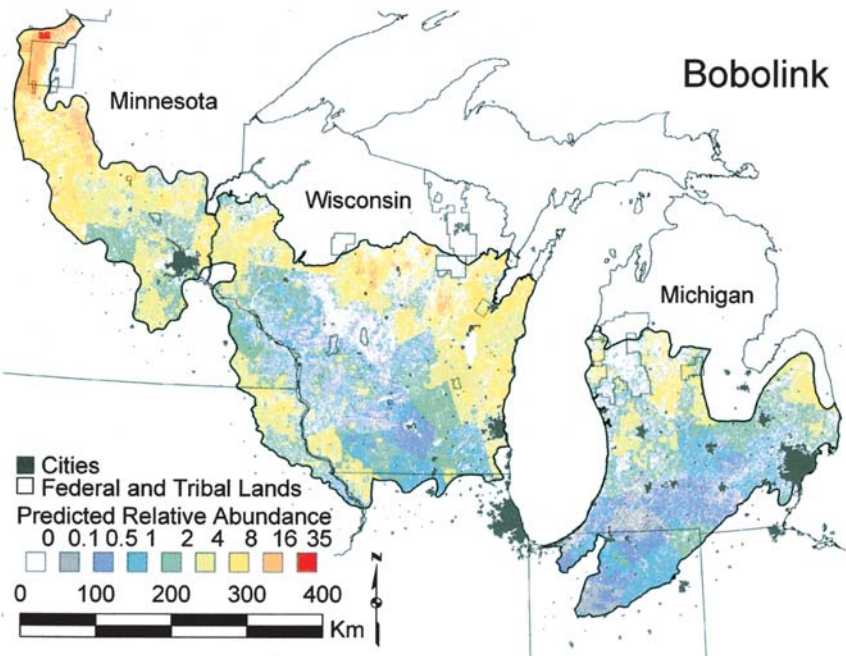 Bobolink
Minnesota
Wisconsin
Michigan
Cities
Federal and Tribal Lands
Predicted Relative Abundance
0 0.1 0.5 1 2 4 8 16 35
0 100 200 300 400
Km
N